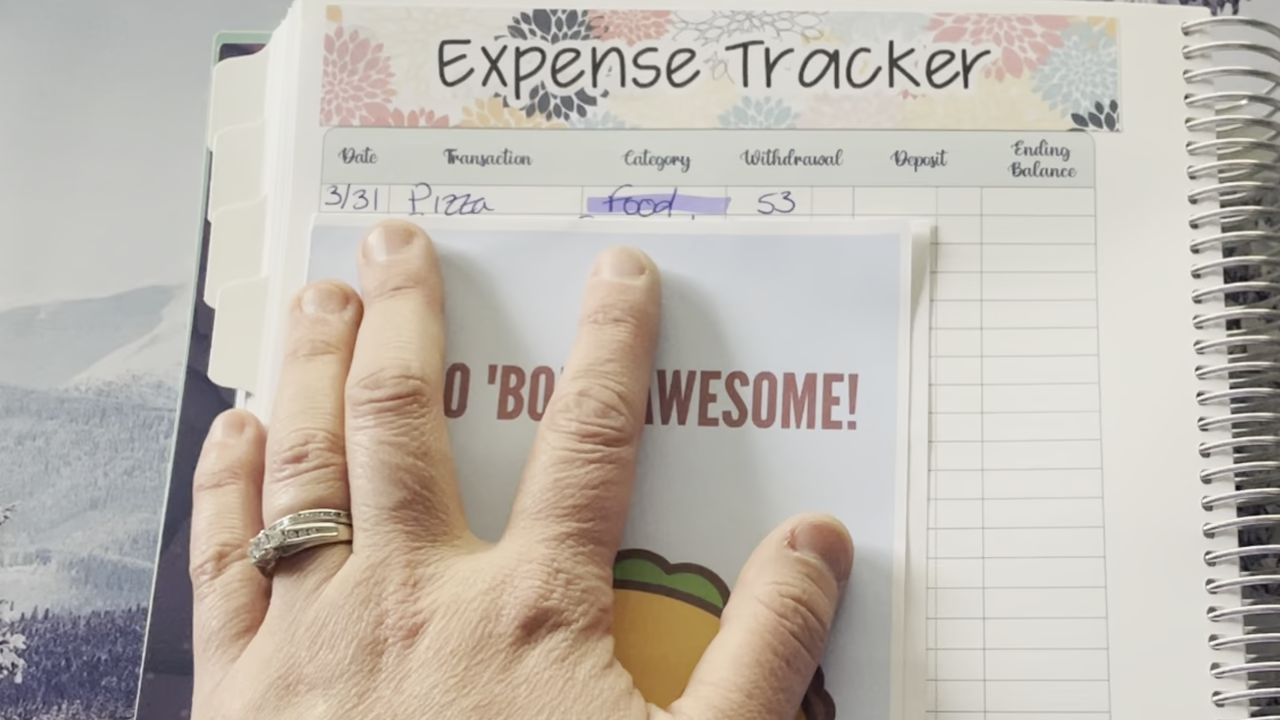 Expense Tracker
Date Transaction Category Withdrawal Deposit Ending Balance
3/31 Pizza Food 53
AWESOME!